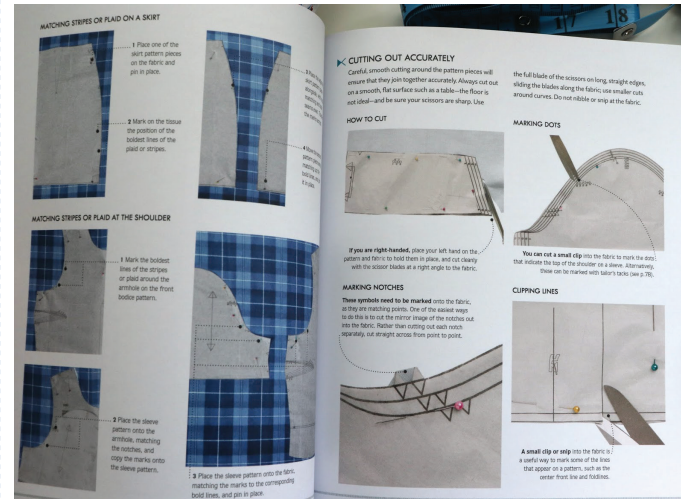 MATCHING STRIPES OR PLAID ON A SKIRT
1 Place one of the
skirt pattern pieces
on the fabric and
pin in place.
2 Mark on the tissue
the position of the
boldest lines of the
plaid or stripes.
MATCHING STRIPES OR PLAID AT THE SHOULDER
1 Mark the boldest
lines of the stripes
or plaid around the
armhole on the front
bodice pattern.
2 Place the sleeve
pattern onto the
armhole, matching
the notches, and
copy the marks onto
the sleeve pattern.
3 Place the sleeve pattern onto the fabric,
matching the marks to the corresponding
bold lines, and pin in place.
17 18
CUTTING OUT ACCURATELY
Careful, smooth cutting around the pattern pieces will
ensure that they join together accurately. Always cut out
on a smooth, flat surface such as a table—the floor is
not ideal—and be sure your scissors are sharp. Use
the full blade of the scissors on long, straight edges,
sliding the blades along the fabric; use smaller cuts
around curves. Do not nibble or snip at the fabric.
HOW TO CUT
If you are right-handed, place your left hand on the
pattern and fabric to hold them in place, and cut cleanly
with the scissor blades at a right angle to the fabric.
MARKING DOTS
You can cut a small clip into the fabric to mark the dots
that indicate the top of the shoulder on a sleeve. Alternatively,
these can be marked with tailor's tacks (see p.78).
MARKING NOTCHES
These symbols need to be marked onto the fabric,
as they are matching points. One of the easiest ways
to do this is to cut the mirror image of the notches out
into the fabric. Rather than cutting out each notch
separately, cut straight across from point to point.
CLIPPING LINES
A small clip or snip into the fabric is
a useful way to mark some of the lines
that appear on a pattern, such as the
center front line and foldlines.